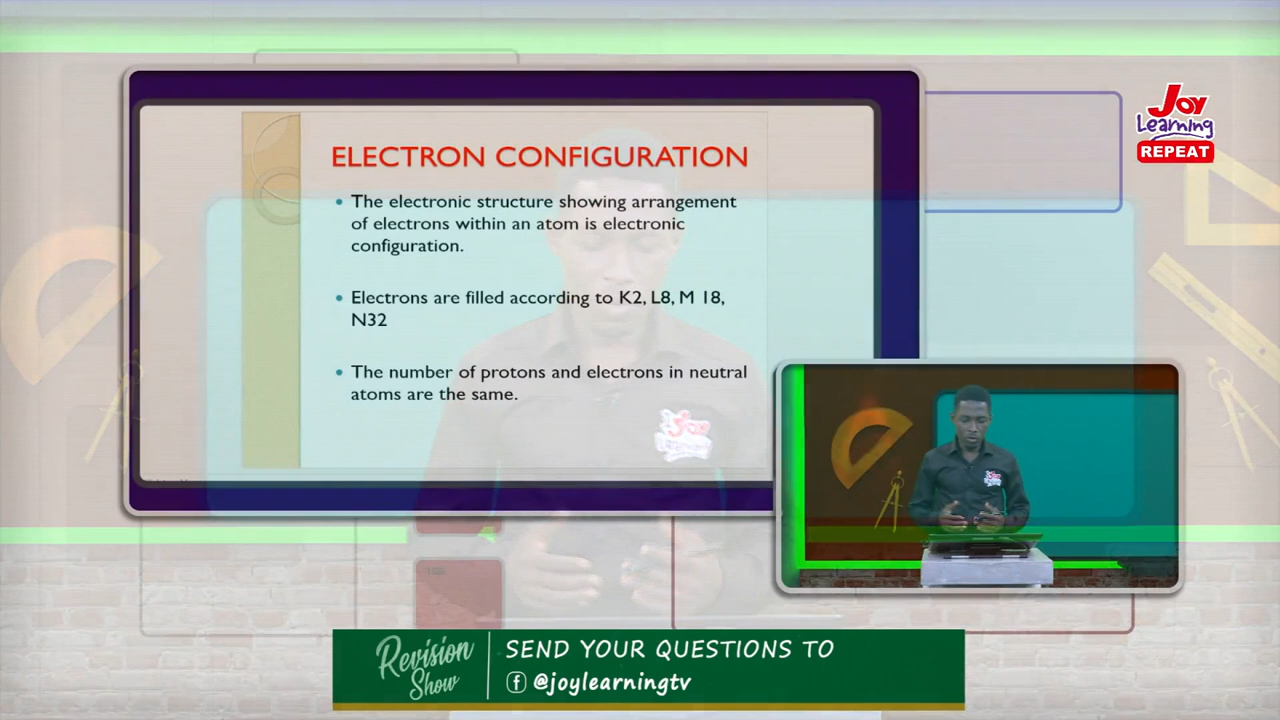 ELECTRON CONFIGURATION
• The electronic structure showing arrangement
of electrons within an atom is electronic
configuration.
• Electrons are filled according to K2, L8, M 18,
N32
• The number of protons and electrons in neutral
atoms are the same.
Joy
Learning
REPEAT
Joy
Learning
Revision
Show
SEND YOUR QUESTIONS TO
@joylearningtv